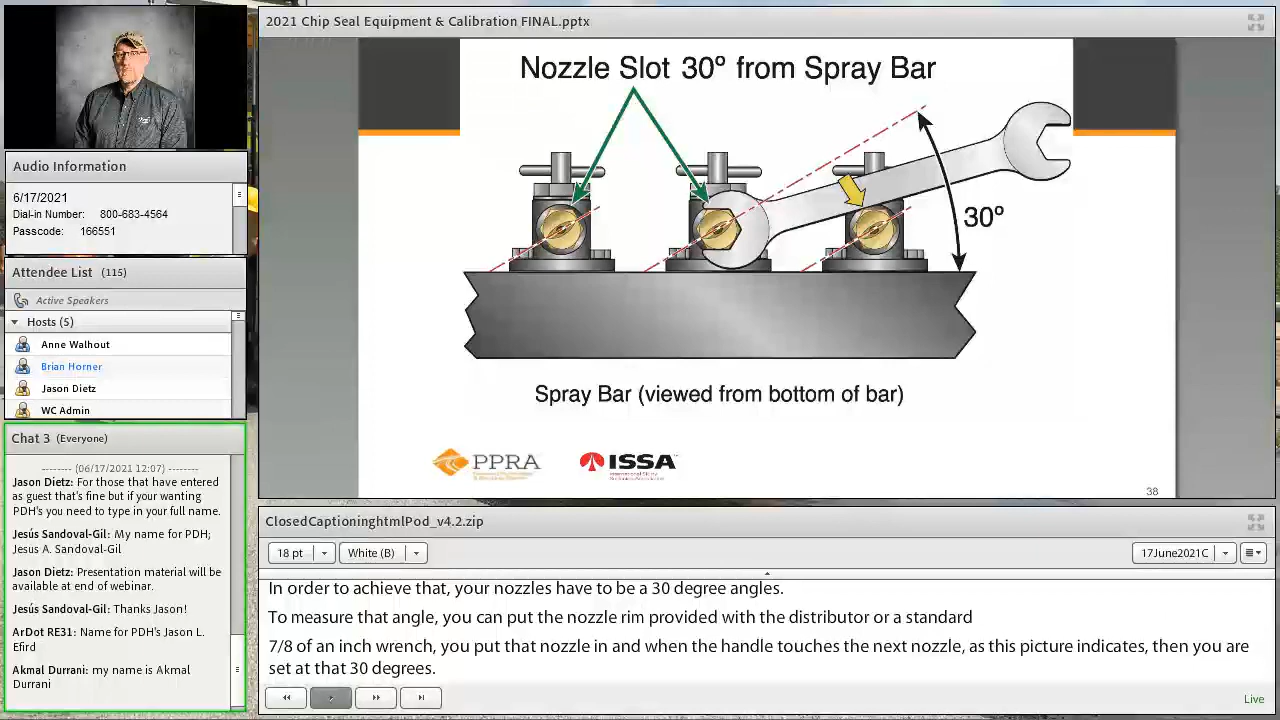 Audio Information
6/17/2021
Dial-in Number: 800-683-4564
Passcode: 166551
Attendee List (115)
Active Speakers
Hosts (5)
Anne Walhout
Brian Horner
Jason Dietz
WC Admin
Chat 3 (Everyone)
-------- (06/17/2021 12:07) --------
Jason Dietz: For those that have entered
as guest that's fine but if your wanting
PDH's you need to type in your full name.
Jesús Sandoval-Gil: My name for PDH;
Jesus A. Sandoval-Gil
Jason Dietz: Presentation material will be
available at end of webinar.
Jesús Sandoval-Gil: Thanks Jason!
ArDot RE31: Name for PDH's Jason L.
Efird
Akmal Durrani: my name is Akmal
Durrani
2021 Chip Seal Equipment & Calibration FINAL.pptx
Nozzle Slot 30º from Spray Bar
30º
Spray Bar (viewed from bottom of bar)
PPRA
ISSA
38
ClosedCaptioninghtmlPod_v4.2.zip
18 pt
White (B)
17June2021C
In order to achieve that, your nozzles have to be a 30 degree angles.
To measure that angle, you can put the nozzle rim provided with the distributor or a standard
7/8 of an inch wrench, you put that nozzle in and when the handle touches the next nozzle, as this picture indicates, then you are
set at that 30 degrees.
Live